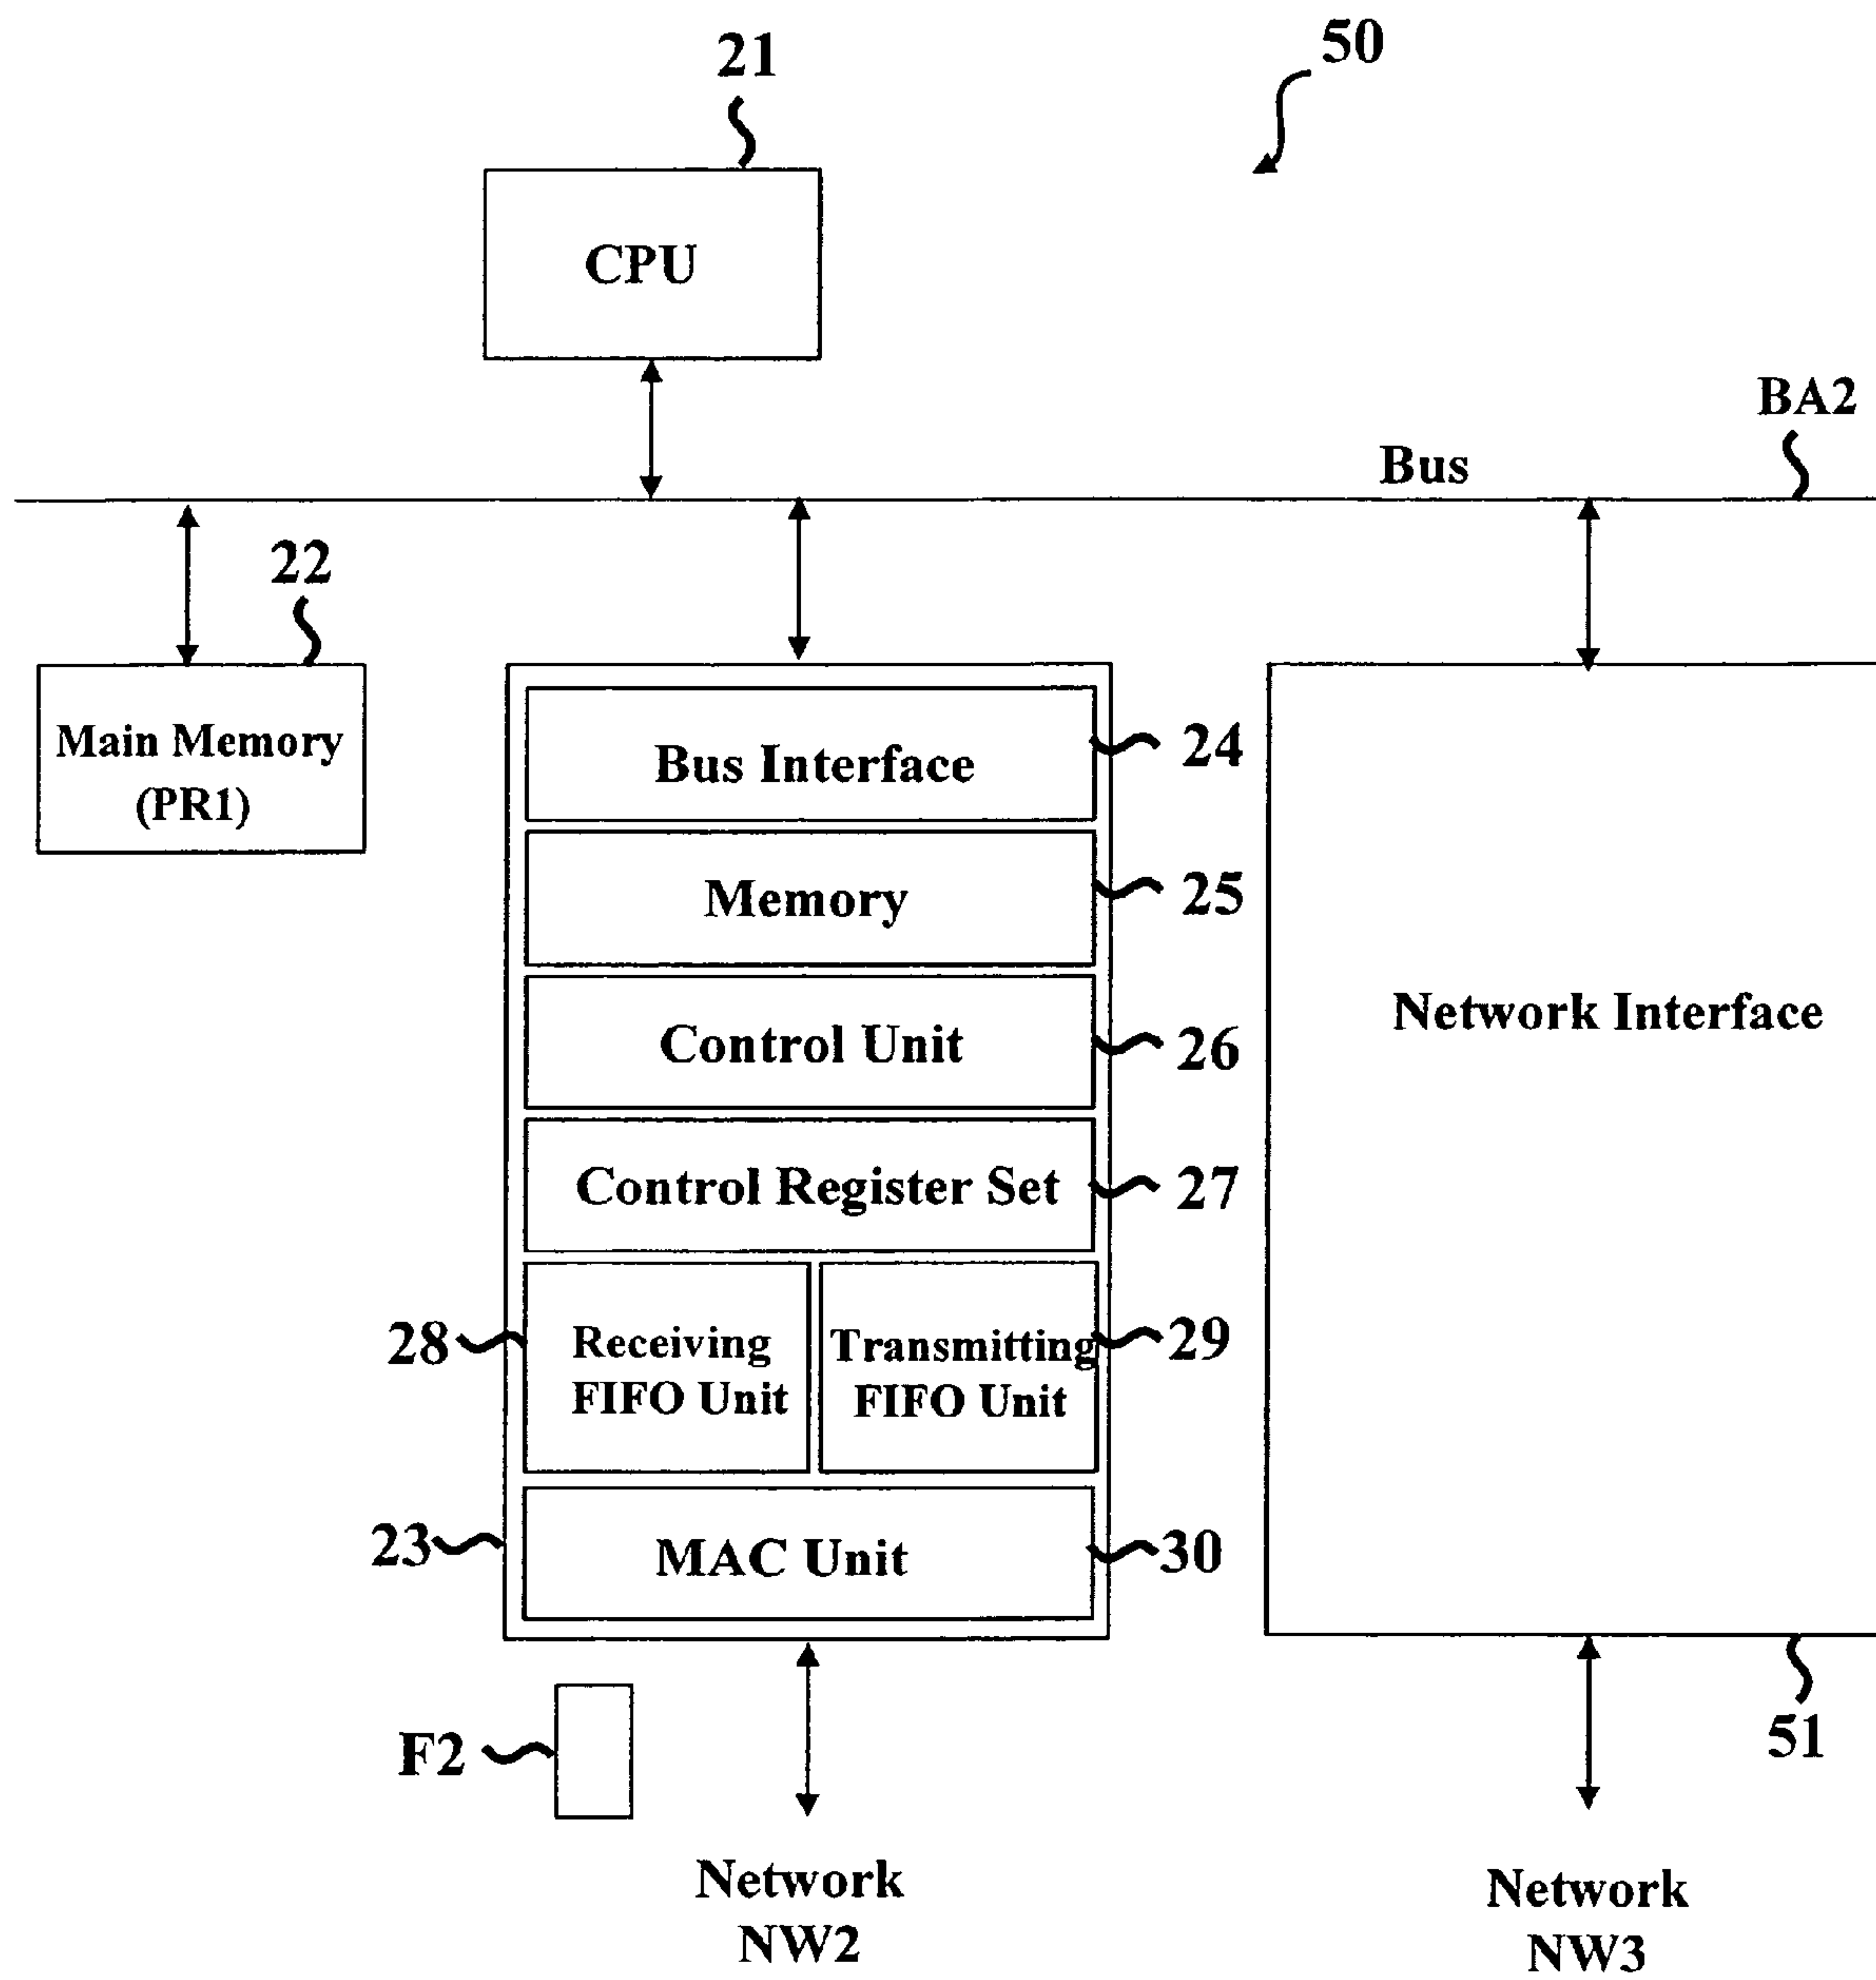 50
21
CPU
BA2
Bus
22
Main Memory
(PR1)
Bus Interface
24
Memory
25
Control Unit
26
Network Interface
Control Register Set
27
28
Receiving
FIFO Unit
Transmitting
FIFO Unit
29
23
MAC Unit
30
F2
51
Network
NW2
Network
NW3